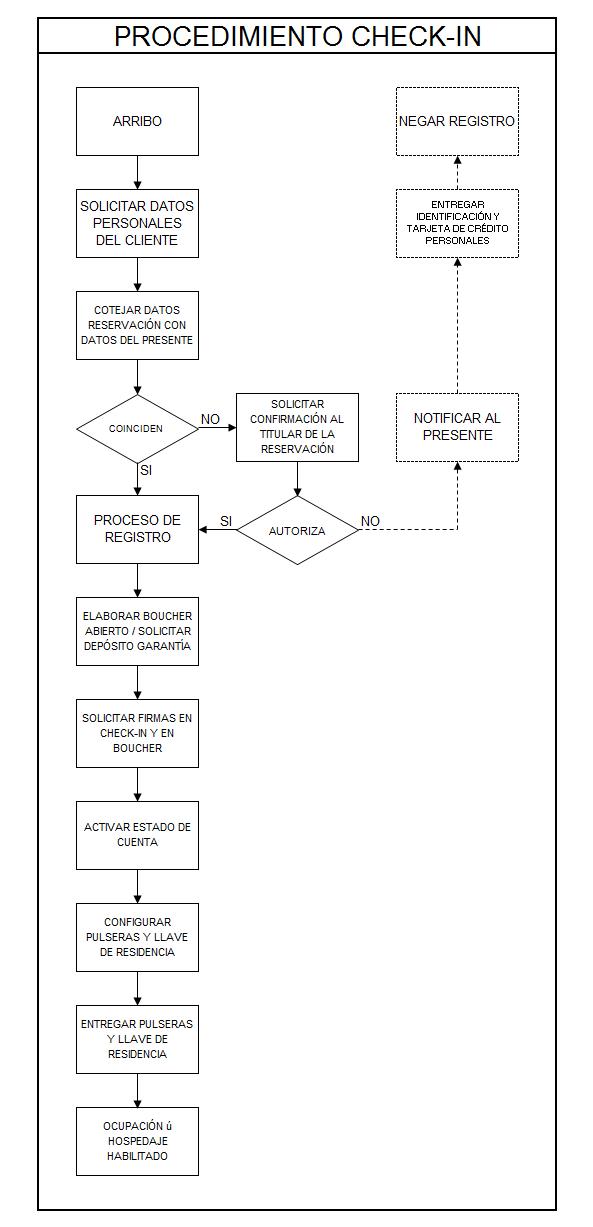 PROCEDIMIENTO CHECK-IN
ARRIBO
NEGAR REGISTRO
SOLICITAR DATOS
PERSONALES
DEL CLIENTE
ENTREGAR
IDENTIFICACIÓN Y
TARJETA DE CRÉDITO
PERSONALES
COTEJAR DATOS
RESERVACIÓN CON
DATOS DEL PRESENTE
COINCIDEN
NO
SI
SOLICITAR
CONFIRMACIÓN AL
TITULAR DE LA
RESERVACIÓN
NOTIFICAR AL
PRESENTE
PROCESO DE
REGISTRO
SI
AUTORIZA
NO
ELABORAR BOUCHER
ABIERTO / SOLICITAR
DEPÓSITO GARANTÍA
SOLICITAR FIRMAS EN
CHECK-IN Y EN
BOUCHER
ACTIVAR ESTADO DE
CUENTA
CONFIGURAR
PULSERAS Y LLAVE
DE RESIDENCIA
ENTREGAR PULSERAS
Y LLAVE DE
RESIDENCIA
OCUPACIÓN ú
HOSPEDAJE
HABILITADO